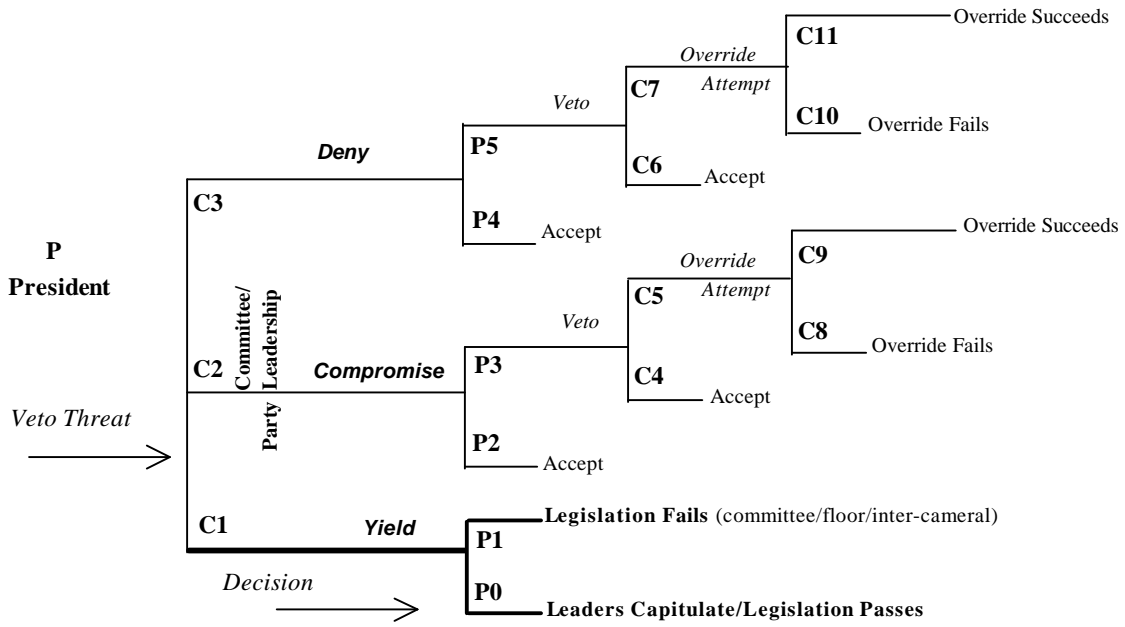 Override Succeeds
C11
Override
Attempt
C7
Veto
C10
Override Fails
P5
Deny
C6
Accept
C3
P4
Accept
Override Succeeds
P
President
C9
Override
Attempt
C5
Veto
C8
Override Fails
Committee/
Party Leadership
C2
Compromise
P3
C4
Accept
Veto Threat
P2
Accept
C1
Yield
Legislation Fails (committee/floor/inter-cameral)
P1
Decision
P0
Leaders Capitulate/Legislation Passes